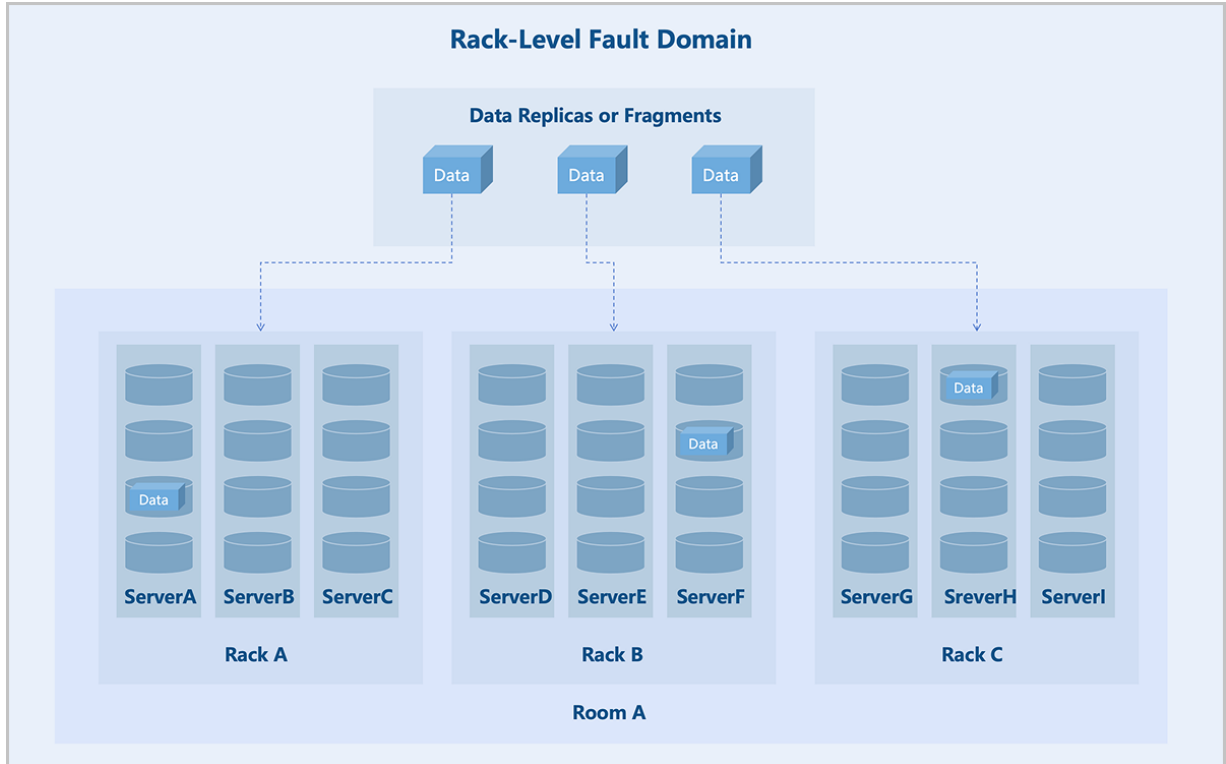 Rack-Level Fault Domain
Data Replicas or Fragments
Data Data Data
Data
Data
Data
ServerA ServerB ServerC ServerD ServerE ServerF ServerG SreverH ServerI
Rack A Rack B Rack C
Room A